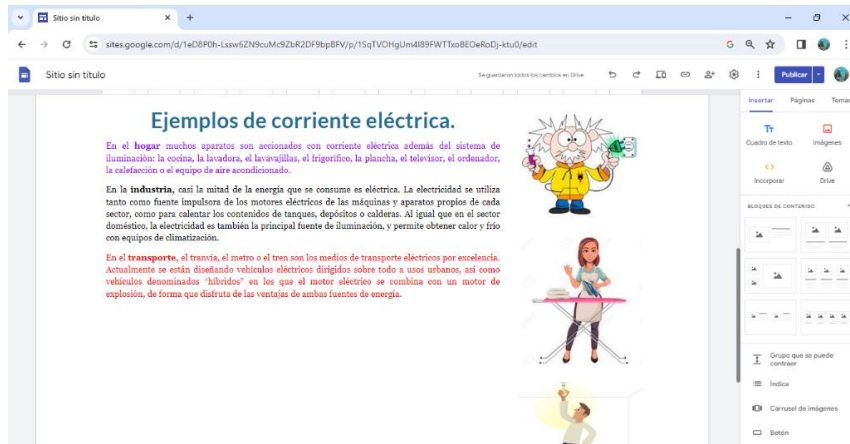 Sitio sin título
sites.google.com/d/1eD8P0h-Lssw6ZN9cuMc9ZbR2DF9bpBFV/p/1SqTVOHgUm4I89FWTTxoBEOeRoDj-ktu0/edit
Sitio sin título
Se guardaron todos los cambios en Drive
Publicar
Insertar Páginas Temas
Cuadro de texto Imágenes
Incorporar Drive
BLOQUES DE CONTENIDO
Ejemplos de corriente eléctrica.
En el hogar muchos aparatos son accionados con corriente eléctrica además del sistema de
iluminación: la cocina, la lavadora, el lavavajillas, el frigorífico, la plancha, el televisor, el ordenador,
la calefacción o el equipo de aire acondicionado.
En la industria, casi la mitad de la energía que se consume es eléctrica. La electricidad se utiliza
tanto como fuente impulsora de los motores eléctricos de las máquinas y aparatos propios de cada
sector, como para calentar los contenidos de tanques, depósitos o calderas. Al igual que en el sector
doméstico, la electricidad es también la principal fuente de iluminación, y permite obtener calor y frío
con equipos de climatización.
En el transporte, el tranvía, el metro o el tren son los medios de transporte eléctricos por excelencia.
Actualmente se están diseñando vehículos eléctricos dirigidos sobre todo a usos urbanos, así como
vehículos denominados "híbridos" en los que el motor eléctrico se combina con un motor de
explosión, de forma que disfruta de las ventajas de ambas fuentes de energía.
Grupo que se puede
contraer
Índice
Carrusel de imágenes
Botón